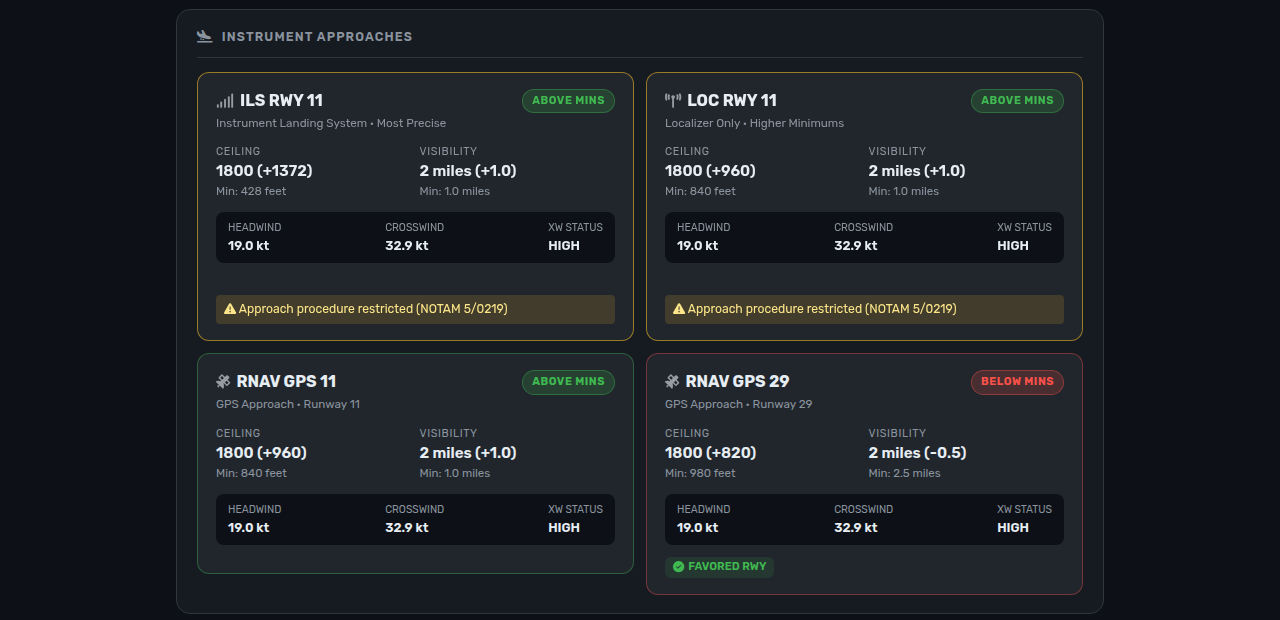 INSTRUMENT APPROACHES
ILS RWY 11
ABOVE MINS
Instrument Landing System • Most Precise
CEILING
VISIBILITY
1800 (+1372)
2 miles (+1.0)
Min: 428 feet
Min: 1.0 miles
HEADWIND
CROSSWIND
XW STATUS
19.0 kt
32.9 kt
HIGH
Approach procedure restricted (NOTAM 5/0219)
LOC RWY 11
ABOVE MINS
Localizer Only • Higher Minimums
CEILING
VISIBILITY
1800 (+960)
2 miles (+1.0)
Min: 840 feet
Min: 1.0 miles
HEADWIND
CROSSWIND
XW STATUS
19.0 kt
32.9 kt
HIGH
Approach procedure restricted (NOTAM 5/0219)
RNAV GPS 11
ABOVE MINS
GPS Approach • Runway 11
CEILING
VISIBILITY
1800 (+960)
2 miles (+1.0)
Min: 840 feet
Min: 1.0 miles
HEADWIND
CROSSWIND
XW STATUS
19.0 kt
32.9 kt
HIGH
RNAV GPS 29
BELOW MINS
GPS Approach • Runway 29
CEILING
VISIBILITY
1800 (+820)
2 miles (-0.5)
Min: 980 feet
Min: 2.5 miles
HEADWIND
CROSSWIND
XW STATUS
19.0 kt
32.9 kt
HIGH
FAVORED RWY